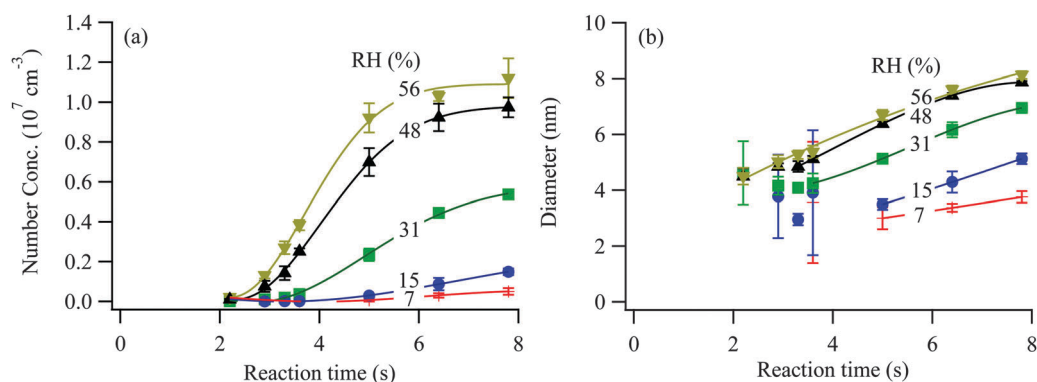 (a)
RH (%)
56
48
31
15
7
Number Conc. (10⁷ cm⁻³)
1.4
1.2
1.0
0.8
0.6
0.4
0.2
0.0
0 2 4 6 8
Reaction time (s)
(b)
RH (%)
56
48
31
15
7
Diameter (nm)
10
8
6
4
2
0
0 2 4 6 8
Reaction time (s)